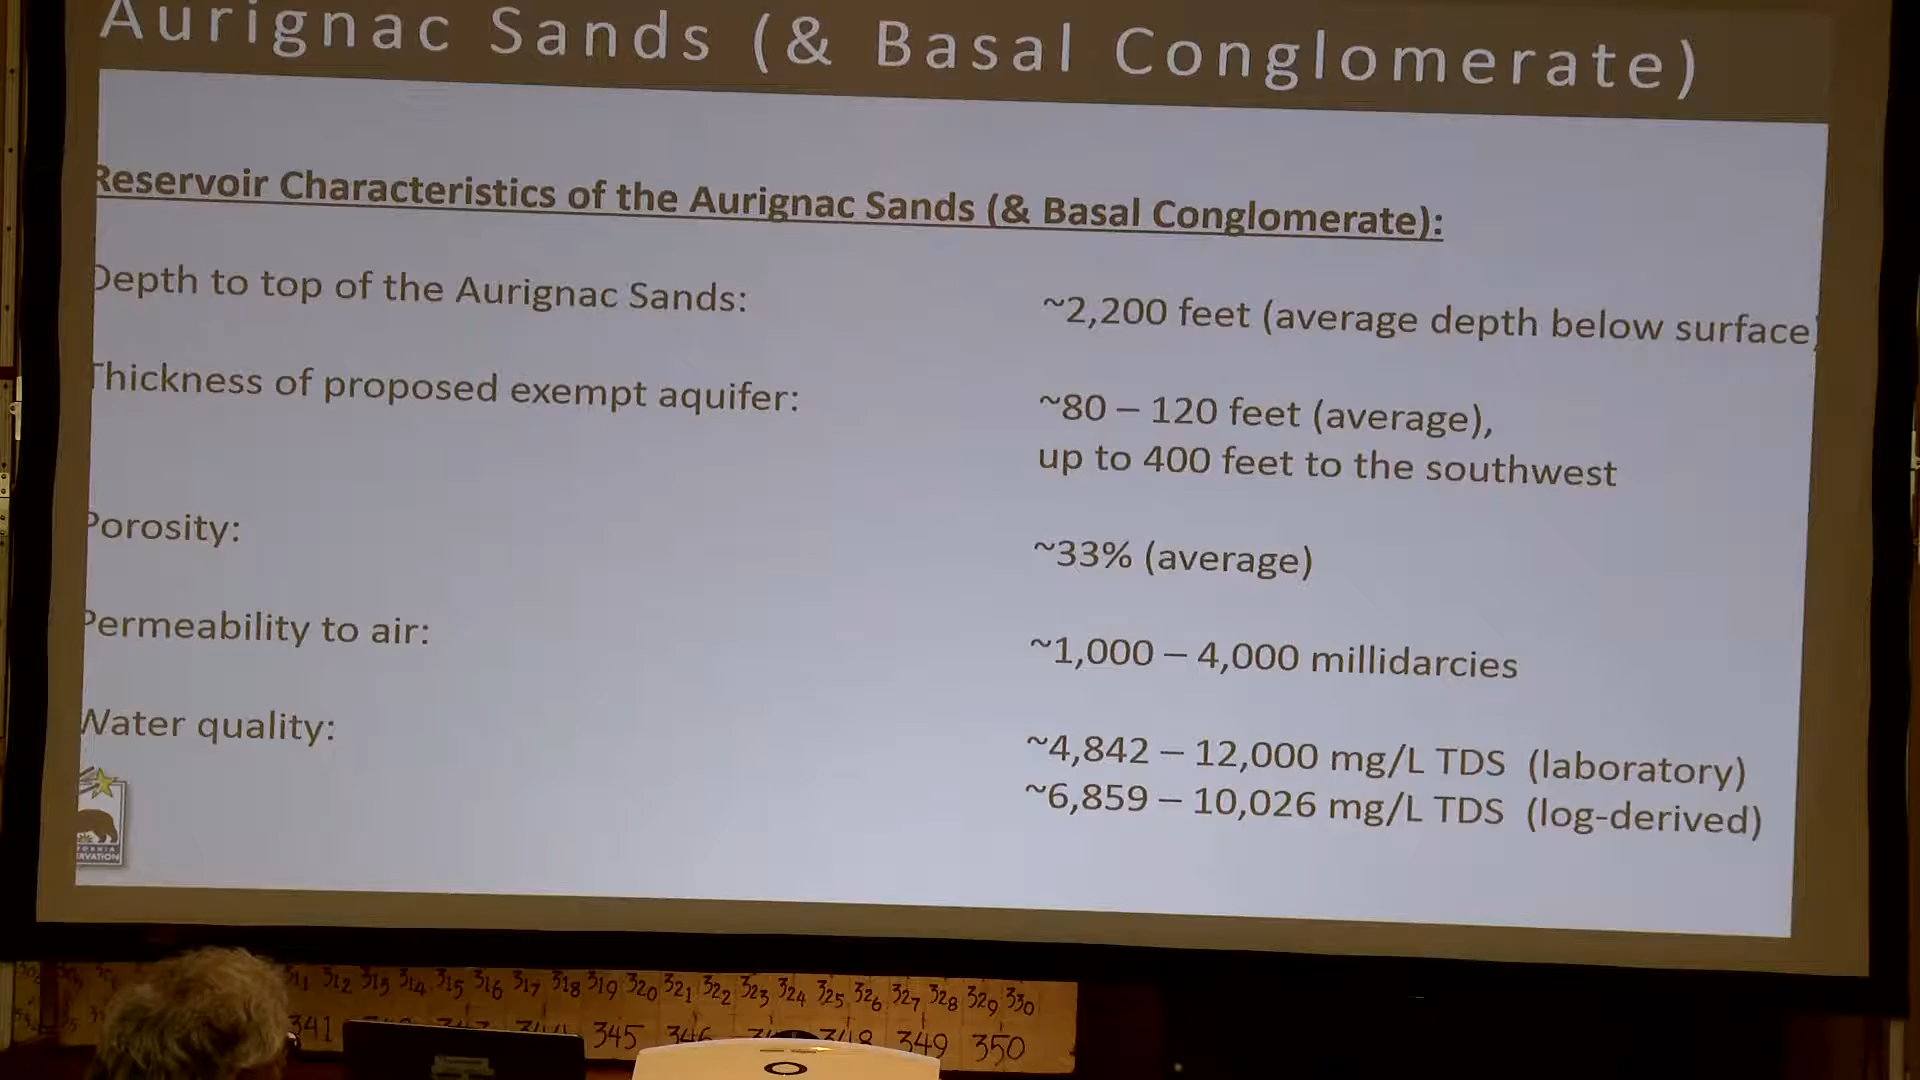 Aurignac Sands (& Basal Conglomerate)
Reservoir Characteristics of the Aurignac Sands (& Basal Conglomerate):
Depth to top of the Aurignac Sands: ~2,200 feet (average depth below surface)
Thickness of proposed exempt aquifer: ~80 – 120 feet (average),
up to 400 feet to the southwest
Porosity: ~33% (average)
Permeability to air: ~1,000 – 4,000 millidarcies
Water quality: ~4,842 – 12,000 mg/L TDS (laboratory)
~6,859 – 10,026 mg/L TDS (log-derived)
312 313 314 315 316 317 318 319 320 321 322 323 324 325 326 327 328 329 330
341 345 346 348 349 350